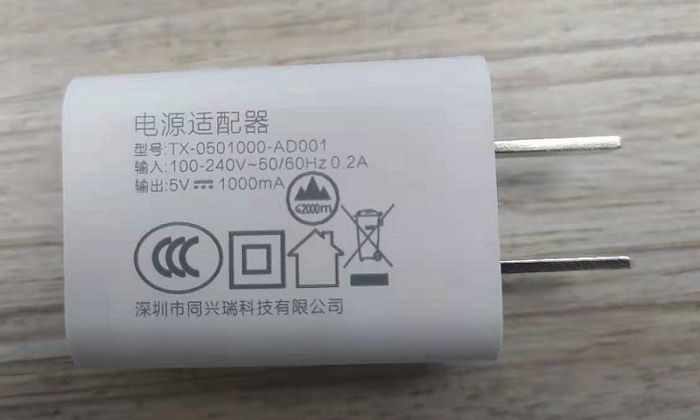 电源适配器
型号:TX-0501000-AD001
输入:100-240V~50/60Hz 0.2A
输出:5V⎓1000mA
≤2000m
CCC
深圳市同兴瑞科技有限公司